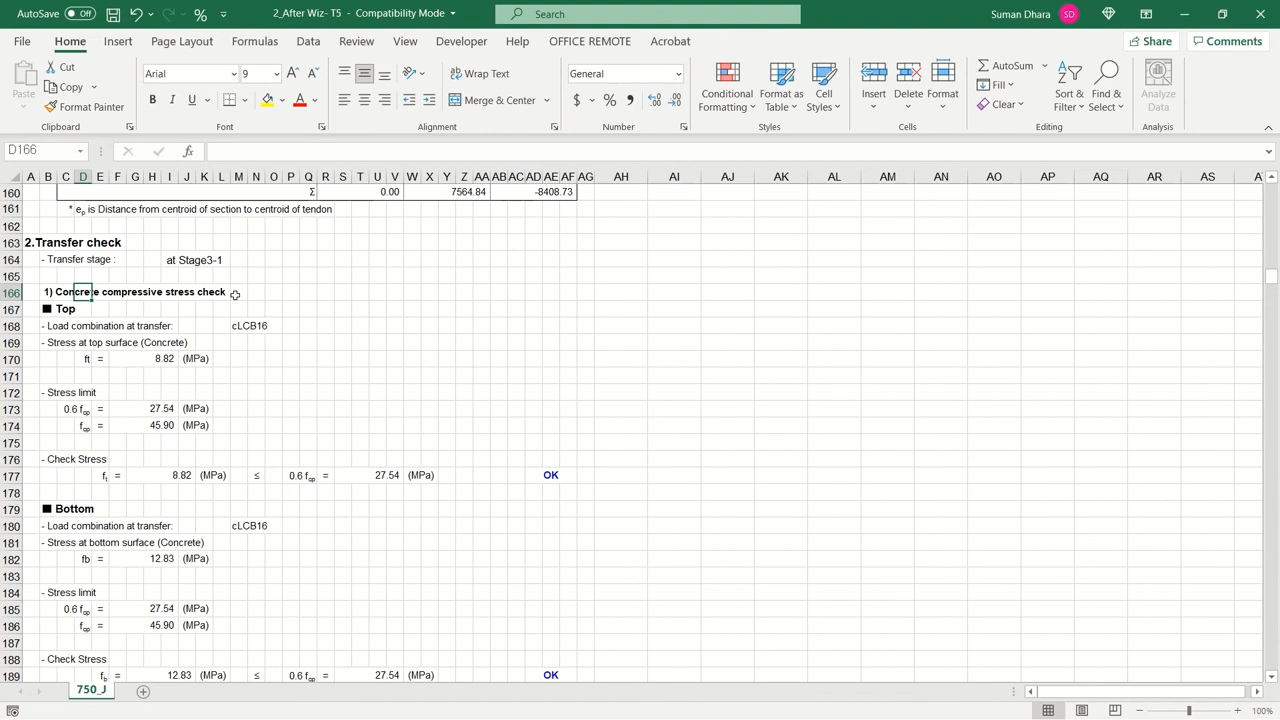 AutoSave Off 2_After Wiz- T5 - Compatibility Mode Search Suman Dhara SD
File Home Insert Page Layout Formulas Data Review View Developer Help OFFICE REMOTE Acrobat Share Comments
Paste Cut Copy Format Painter
Arial 9
B I U
Wrap Text
Merge & Center
General
$ % ,
Conditional Formatting Format as Table Cell Styles
Insert Delete Format
AutoSum Fill Clear
Sort & Filter Find & Select
Analyze Data
Clipboard Font Alignment Number Styles Cells Editing Analysis
D166 fx
A B C D E F G H I J K L M N O P Q R S T U V W X Y Z AA AB AC AD AE AF AG AH AI AJ AK AL AM AN AO AP AQ AR AS
160 Σ 0.00 7564.84 -8408.73
161 * ep is Distance from centroid of section to centroid of tendon
162
163 2.Transfer check
164 - Transfer stage : at Stage3-1
165
166 1) Concrete compressive stress check
167 ■ Top
168 - Load combination at transfer: cLCB16
169 - Stress at top surface (Concrete)
170 ft = 8.82 (MPa)
171
172 - Stress limit
173 0.6 fcp = 27.54 (MPa)
174 fcp = 45.90 (MPa)
175
176 - Check Stress
177 ft = 8.82 (MPa) ≤ 0.6 fcp = 27.54 (MPa) OK
178
179 ■ Bottom
180 - Load combination at transfer: cLCB16
181 - Stress at bottom surface (Concrete)
182 fb = 12.83 (MPa)
183
184 - Stress limit
185 0.6 fcp = 27.54 (MPa)
186 fcp = 45.90 (MPa)
187
188 - Check Stress
189 fb = 12.83 (MPa) ≤ 0.6 fcp = 27.54 (MPa) OK
750_J
100%